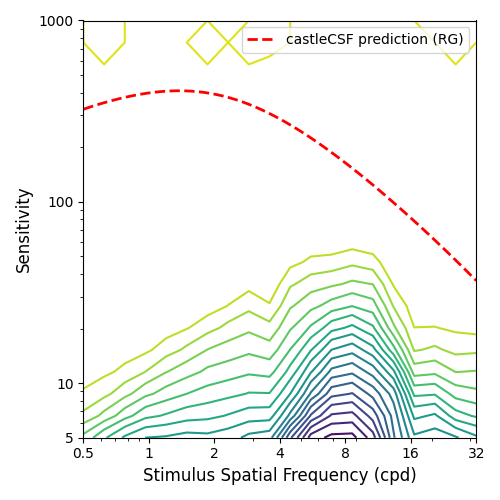 1000
castleCSF prediction (RG)
100
10
5
Sensitivity
0.5 1 2 4 8 16 32
Stimulus Spatial Frequency (cpd)